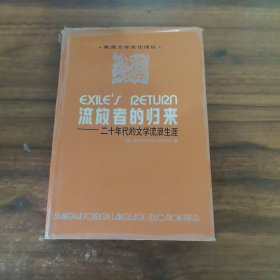 ·美国文学史论译丛·
EXILE'S RETURN
流放者的归来
——二十年代的文学流浪生涯
SHANGHAI FOREIGN LANGUAGE EDUCATION PRESS